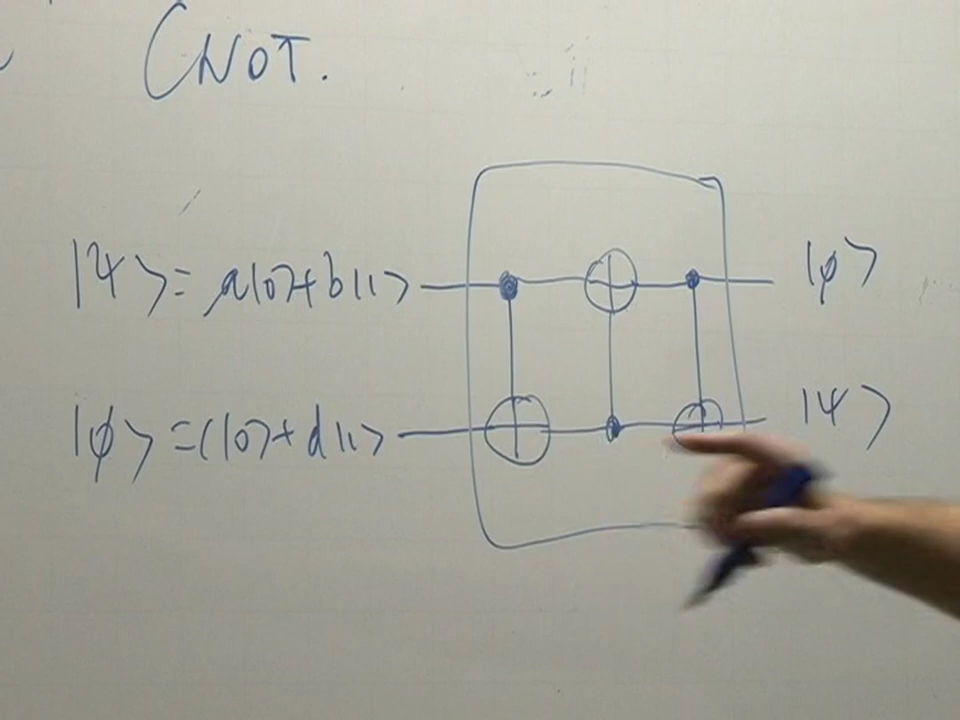 CNOT.
|ψ⟩ = a|0⟩+b|1⟩ |φ⟩
|φ⟩ = c|0⟩+d|1⟩ |ψ⟩